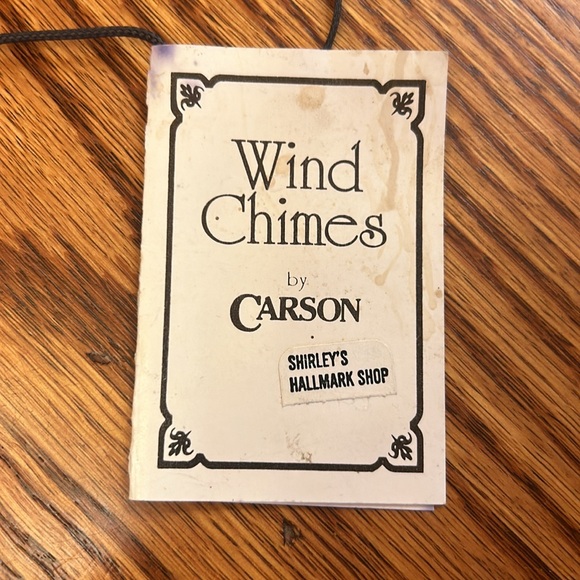 Wind
Chimes
by
CARSON
SHIRLEY'S
HALLMARK SHOP